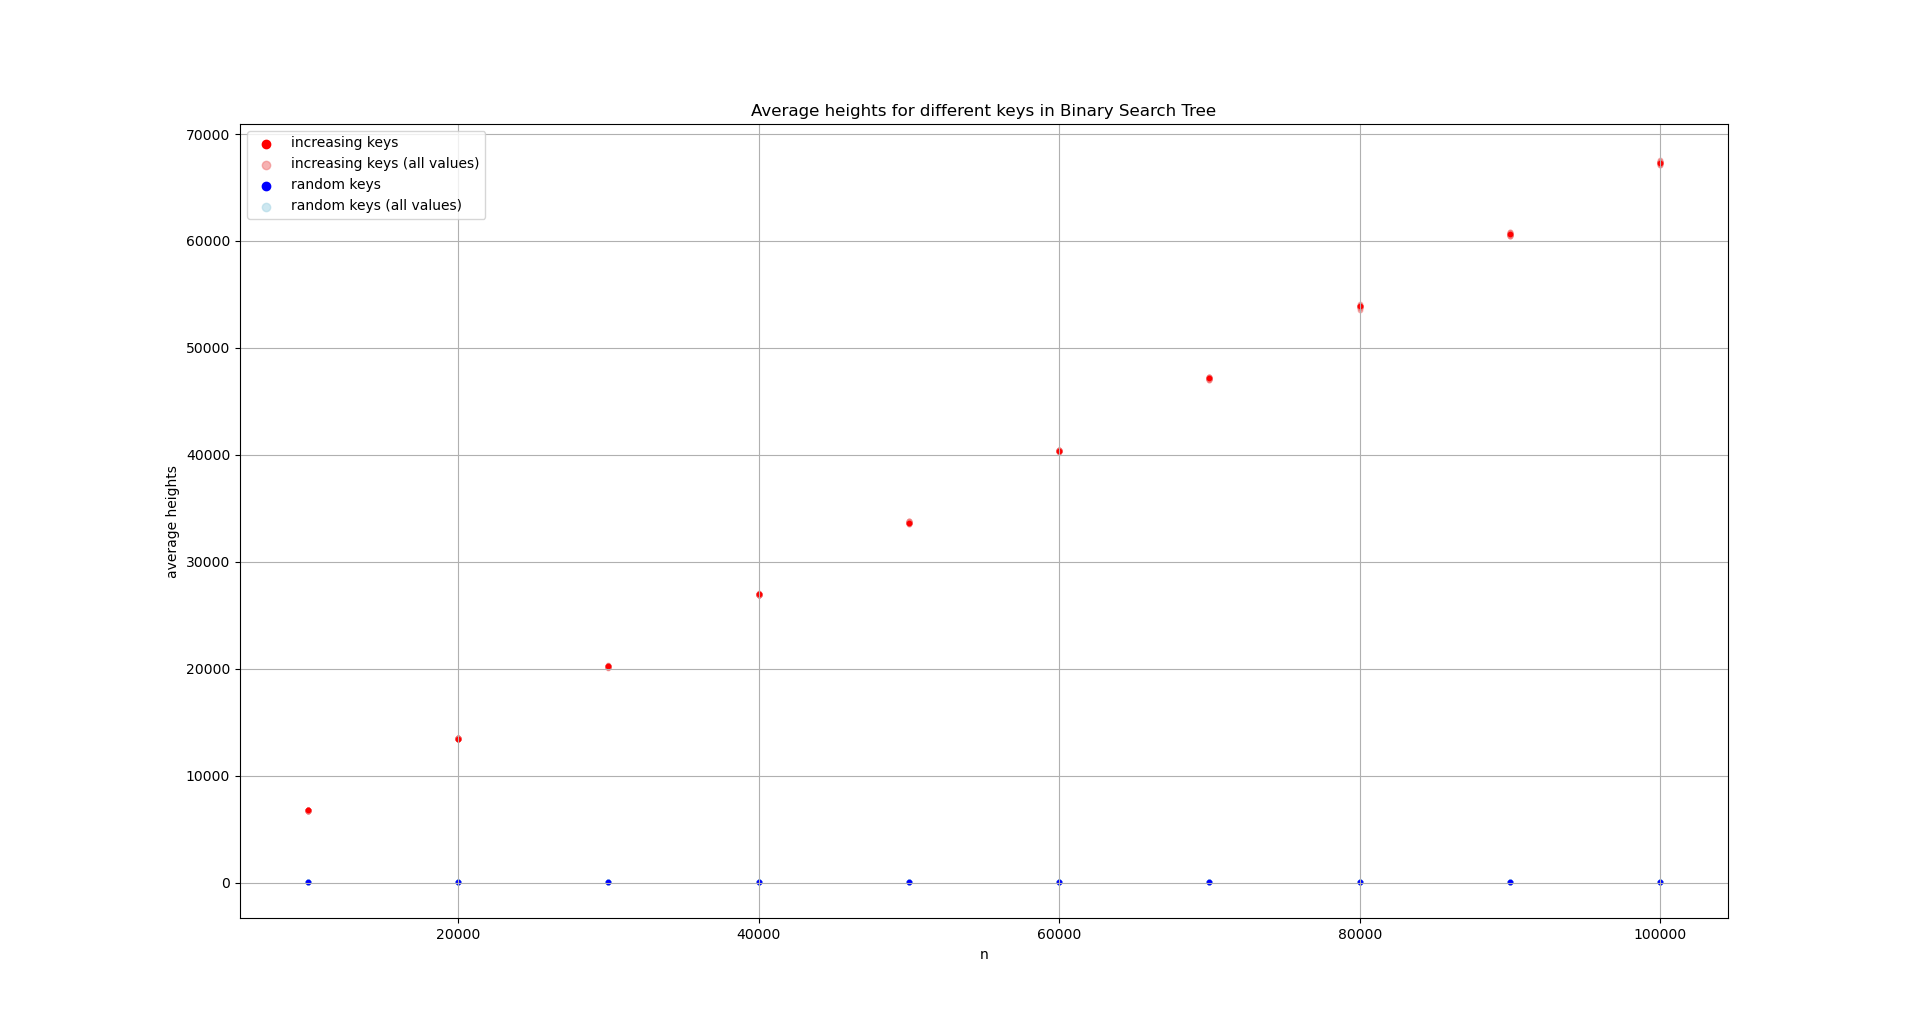 Average heights for different keys in Binary Search Tree
70000
60000
50000
40000
30000
20000
10000
0
average heights
increasing keys
increasing keys (all values)
random keys
random keys (all values)
20000
40000
60000
80000
100000
n